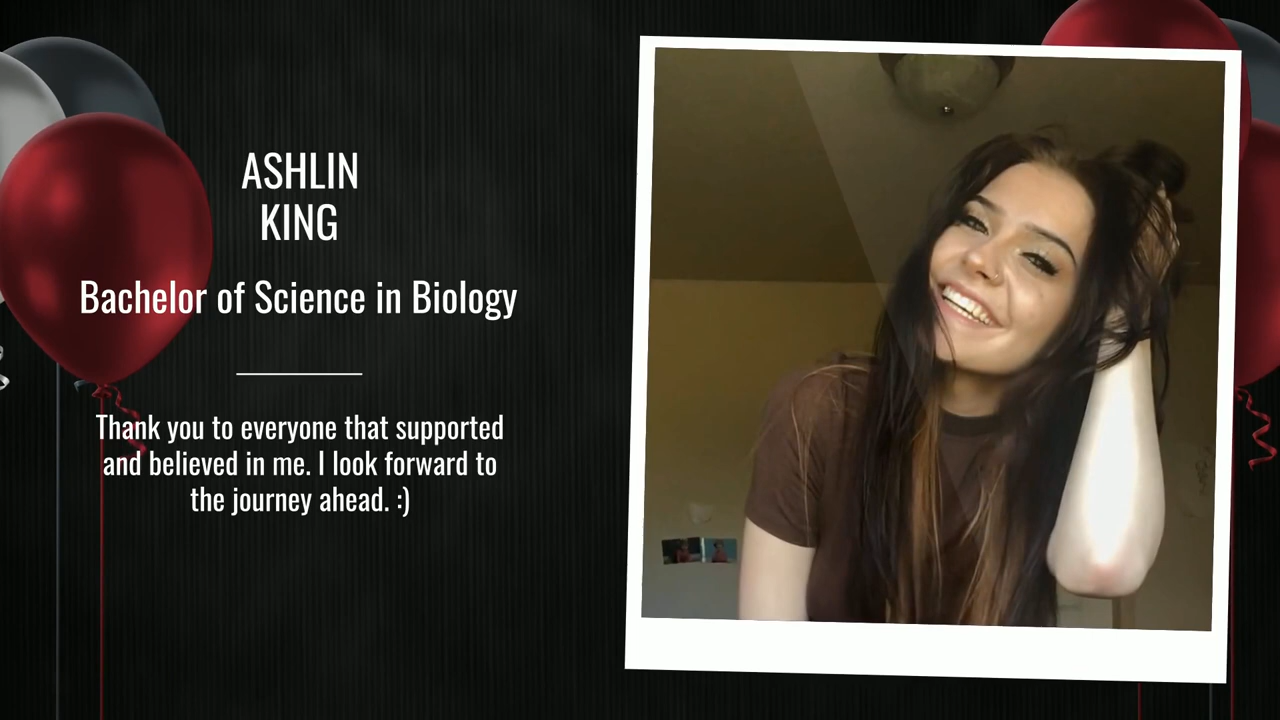 ASHLIN
KING
Bachelor of Science in Biology
Thank you to everyone that supported
and believed in me. I look forward to
the journey ahead. :)